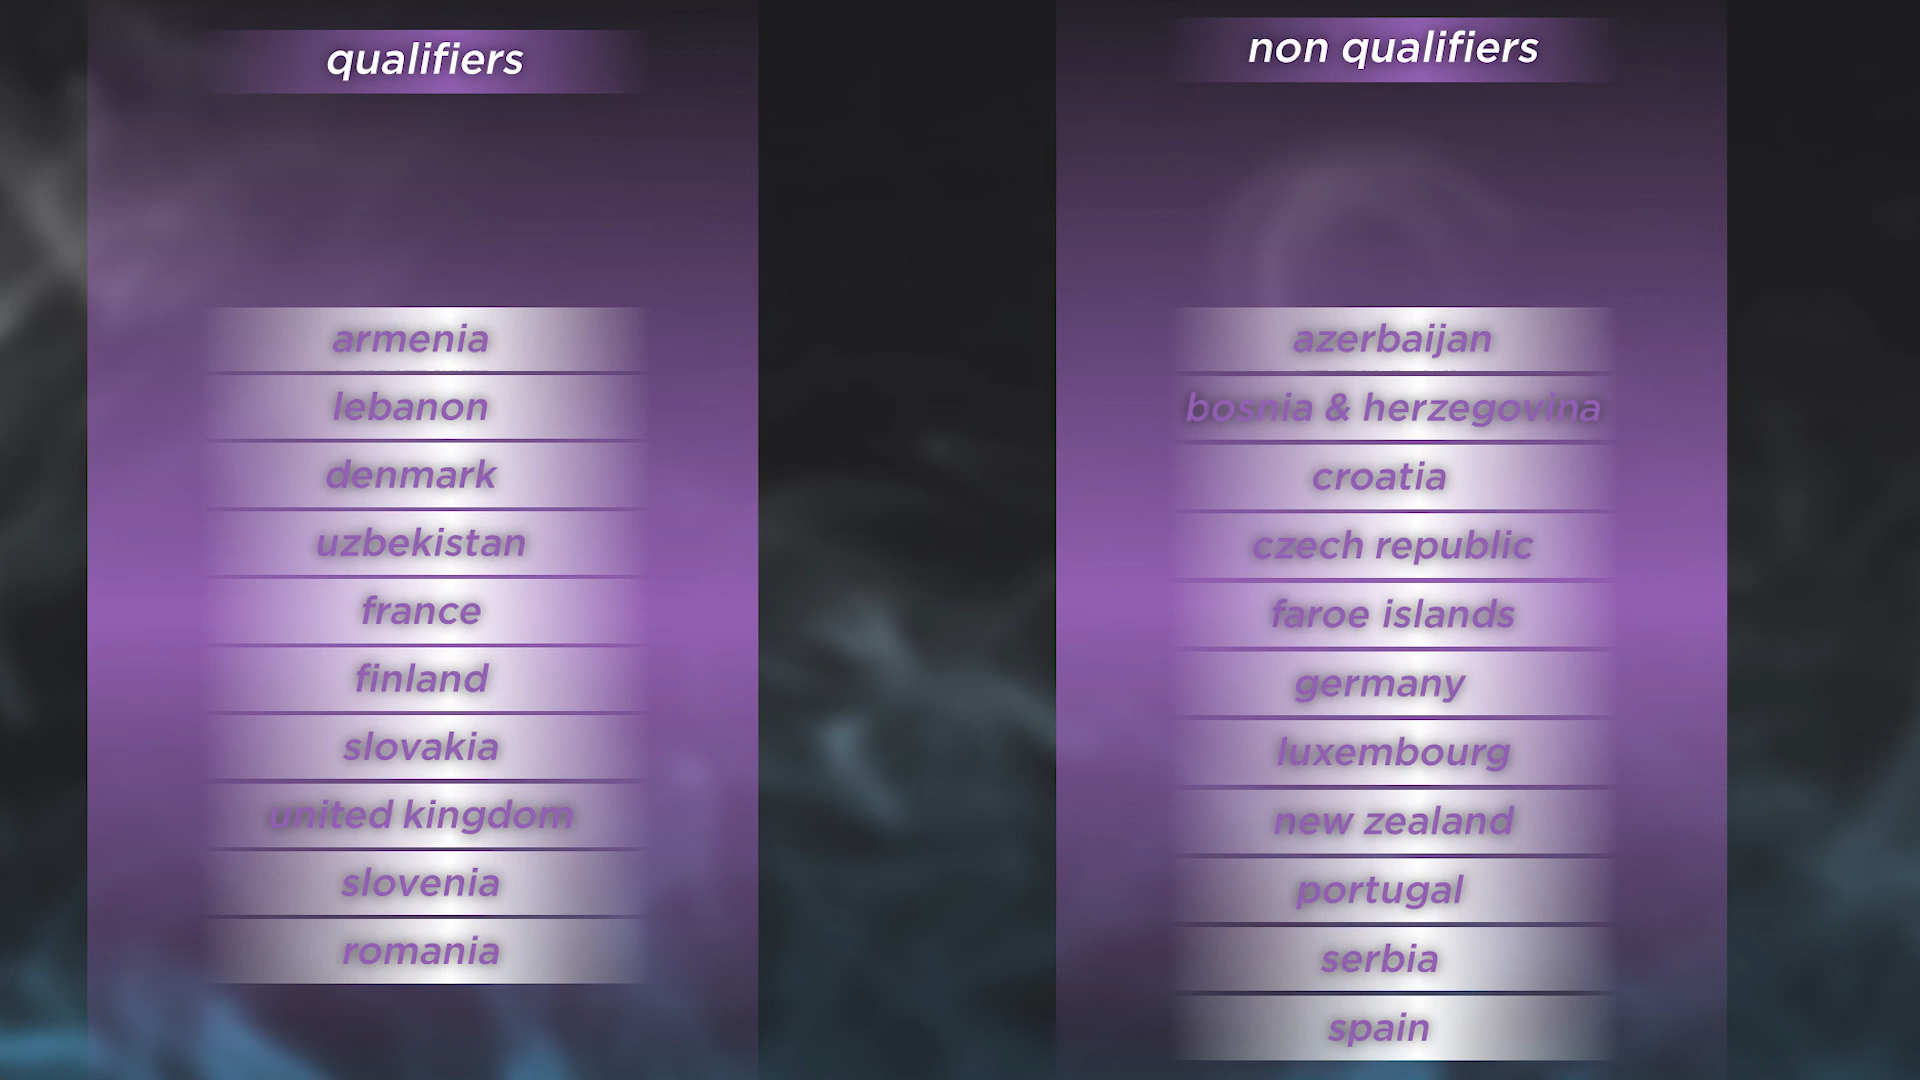 qualifiers
armenia
lebanon
denmark
uzbekistan
france
finland
slovakia
united kingdom
slovenia
romania
non qualifiers
azerbaijan
bosnia & herzegovina
croatia
czech republic
faroe islands
germany
luxembourg
new zealand
portugal
serbia
spain